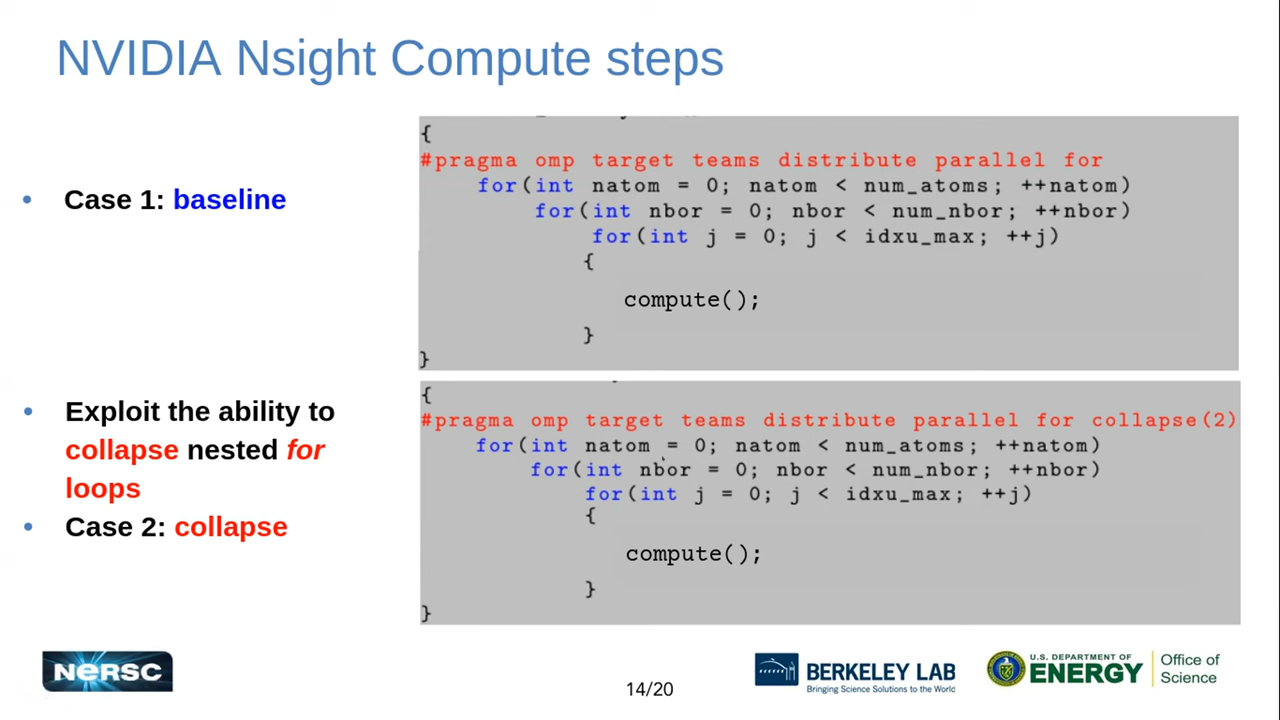 NVIDIA Nsight Compute steps
• Case 1: baseline
{
#pragma omp target teams distribute parallel for
for(int natom = 0; natom < num_atoms; ++natom)
for(int nbor = 0; nbor < num_nbor; ++nbor)
for(int j = 0; j < idxu_max; ++j)
{
compute();
}
}
• Exploit the ability to
collapse nested for
loops
• Case 2: collapse
{
#pragma omp target teams distribute parallel for collapse(2)
for(int natom = 0; natom < num_atoms; ++natom)
for(int nbor = 0; nbor < num_nbor; ++nbor)
for(int j = 0; j < idxu_max; ++j)
{
compute();
}
}
NERSC
14/20
BERKELEY LAB
Bringing Science Solutions to the World
U.S. DEPARTMENT OF
ENERGY
Office of
Science